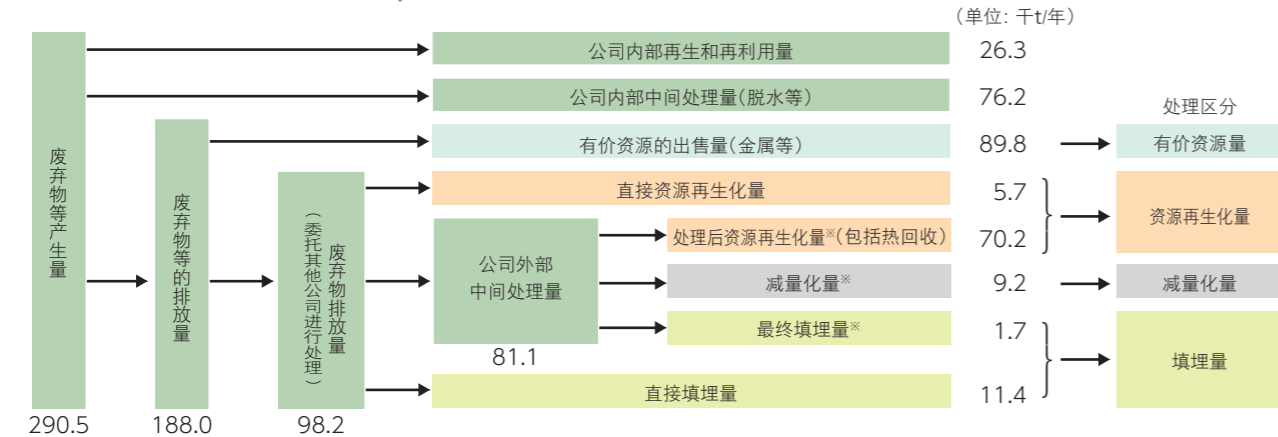 （单位: 千t/年）
公司内部再生和再利用量 26.3
公司内部中间处理量（脱水等） 76.2
处理区分
有价资源的出售量（金属等） 89.8 有价资源量
直接资源再生化量 5.7
资源再生化量
处理后资源再生化量※（包括热回收） 70.2
公司外部
中间处理量
减量化量※ 9.2 减量化量
最终填埋量※ 1.7
81.1
填埋量
直接填埋量 11.4
废弃物等产生量
废弃物等的排放量
废弃物排放量
（委托其他公司进行处理）
290.5 188.0 98.2